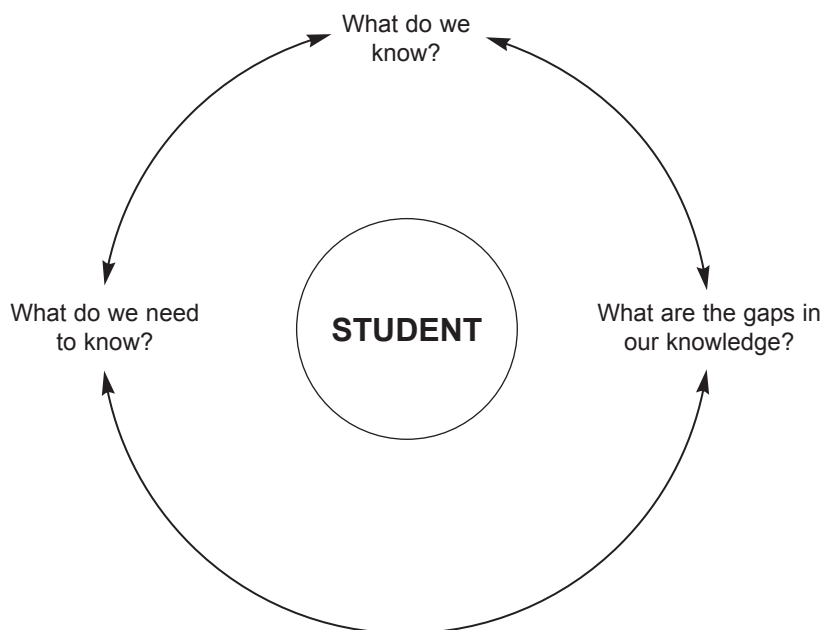 What do we
know?
What do we need
to know?
STUDENT
What are the gaps in
our knowledge?